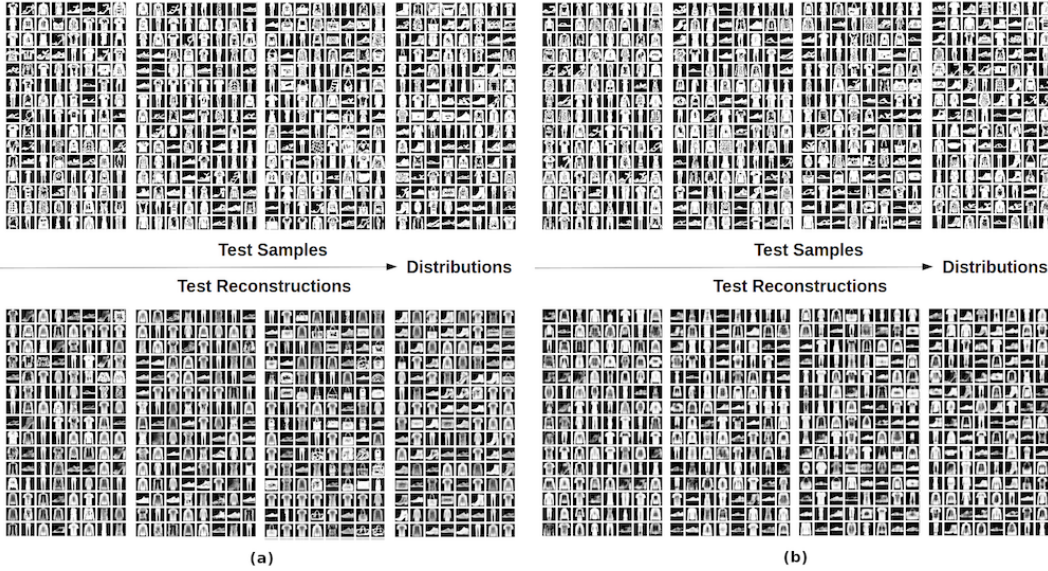 Test Samples
Distributions
Test Reconstructions
(a)
Test Samples
Distributions
Test Reconstructions
(b)